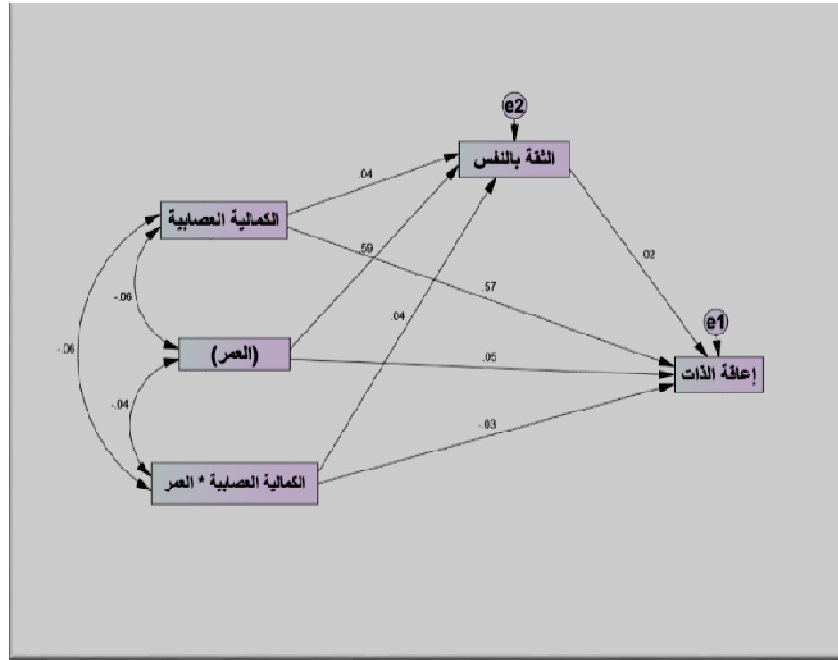 e2
الثقة بالنفس
.04
الكمالية العصابية
.59
.57
.02
-.06
.04
e1
-.06
(العمر)
.05
إعاقة الذات
-.04
-.03
الكمالية العصابية * العمر